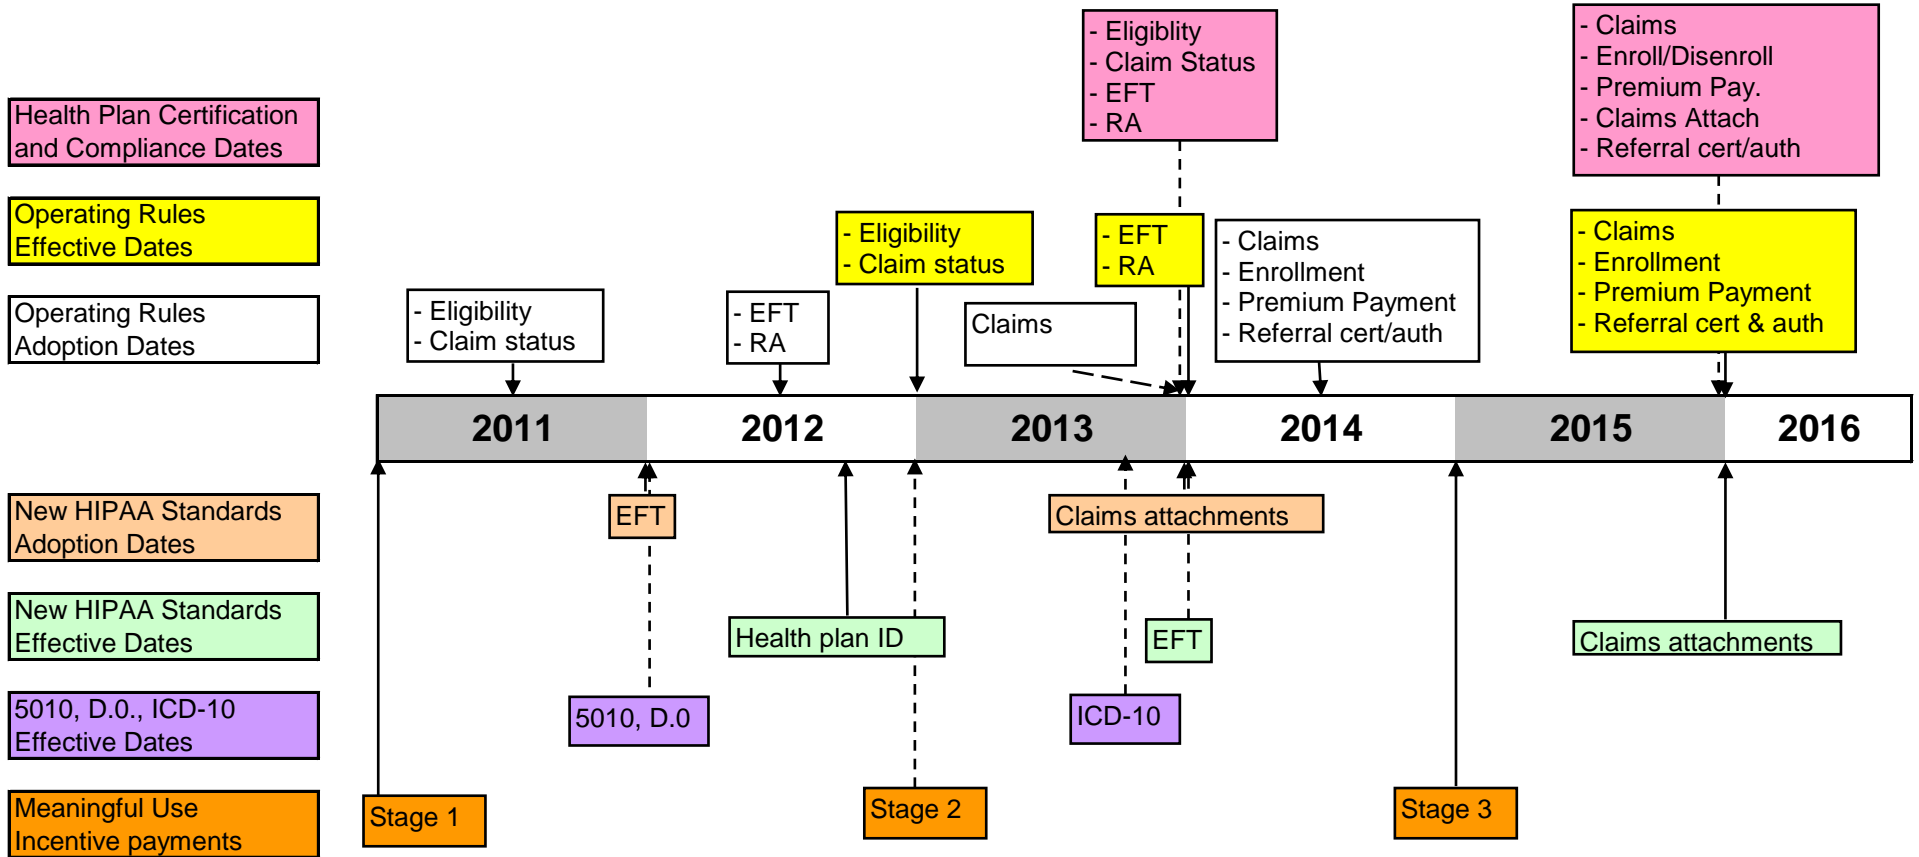 Health Plan Certification
and Compliance Dates
Operating Rules
Effective Dates
Operating Rules
Adoption Dates
- Eligiblity
- Claim Status
- EFT
- RA
- Claims
- Enroll/Disenroll
- Premium Pay.
- Claims Attach
- Referral cert/auth
- Eligibility
- Claim status
- EFT
- RA
- Claims
- Enrollment
- Premium Payment
- Referral cert & auth
- Eligibility
- Claim status
- EFT
- RA
Claims
- Claims
- Enrollment
- Premium Payment
- Referral cert/auth
2011 2012 2013 2014 2015 2016
New HIPAA Standards
Adoption Dates
EFT
Claims attachments
New HIPAA Standards
Effective Dates
Health plan ID
EFT
Claims attachments
5010, D.0., ICD-10
Effective Dates
5010, D.0
ICD-10
Meaningful Use
Incentive payments
Stage 1
Stage 2
Stage 3